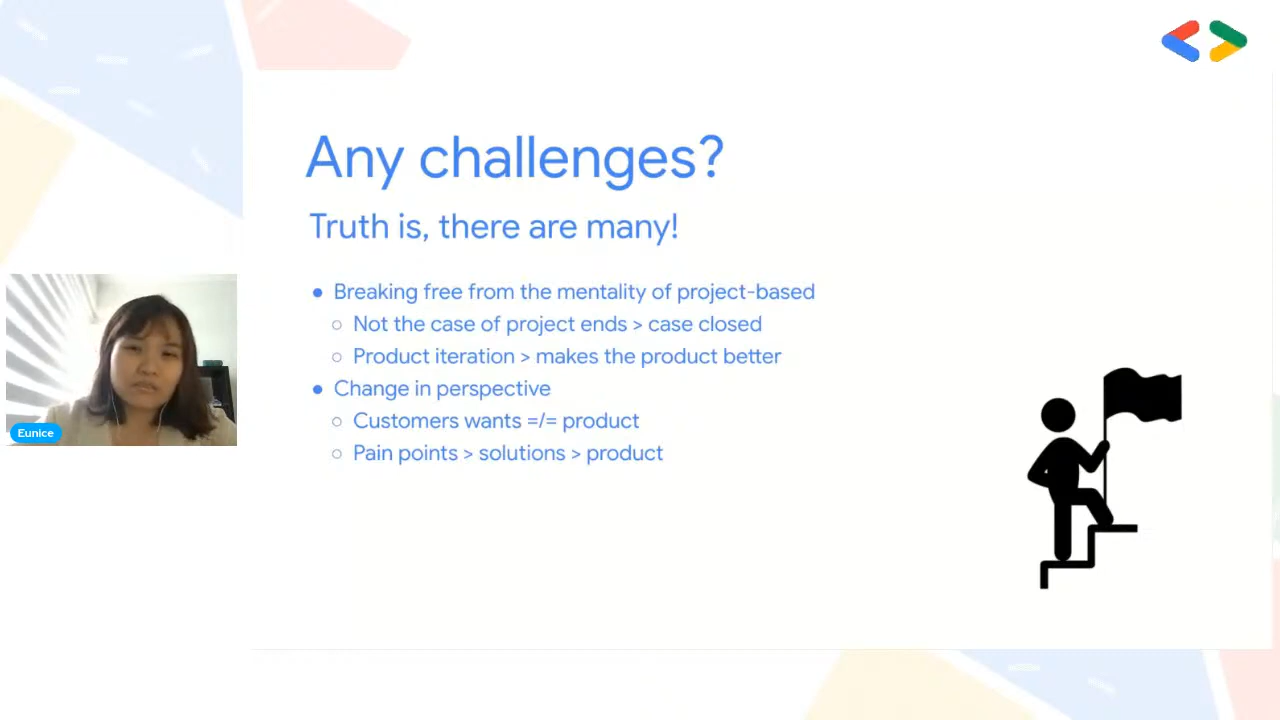 Any challenges?
Truth is, there are many!
● Breaking free from the mentality of project-based
○ Not the case of project ends > case closed
○ Product iteration > makes the product better
● Change in perspective
○ Customers wants =/= product
○ Pain points > solutions > product
Eunice